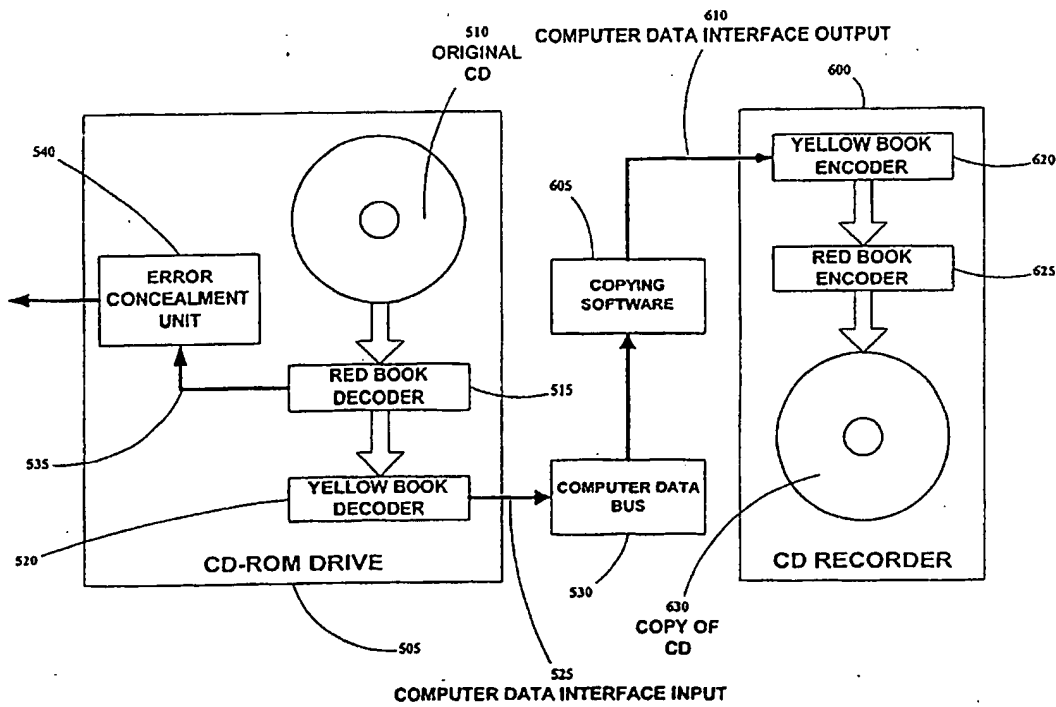 610
COMPUTER DATA INTERFACE OUTPUT
510
ORIGINAL
CD
600
540
YELLOW BOOK
ENCODER
620
605
ERROR
CONCEALMENT
UNIT
COPYING
SOFTWARE
RED BOOK
ENCODER
625
RED BOOK
DECODER
515
535
YELLOW BOOK
DECODER
COMPUTER DATA
BUS
520
CD-ROM DRIVE
CD RECORDER
530
630
COPY OF
CD
505
525
COMPUTER DATA INTERFACE INPUT